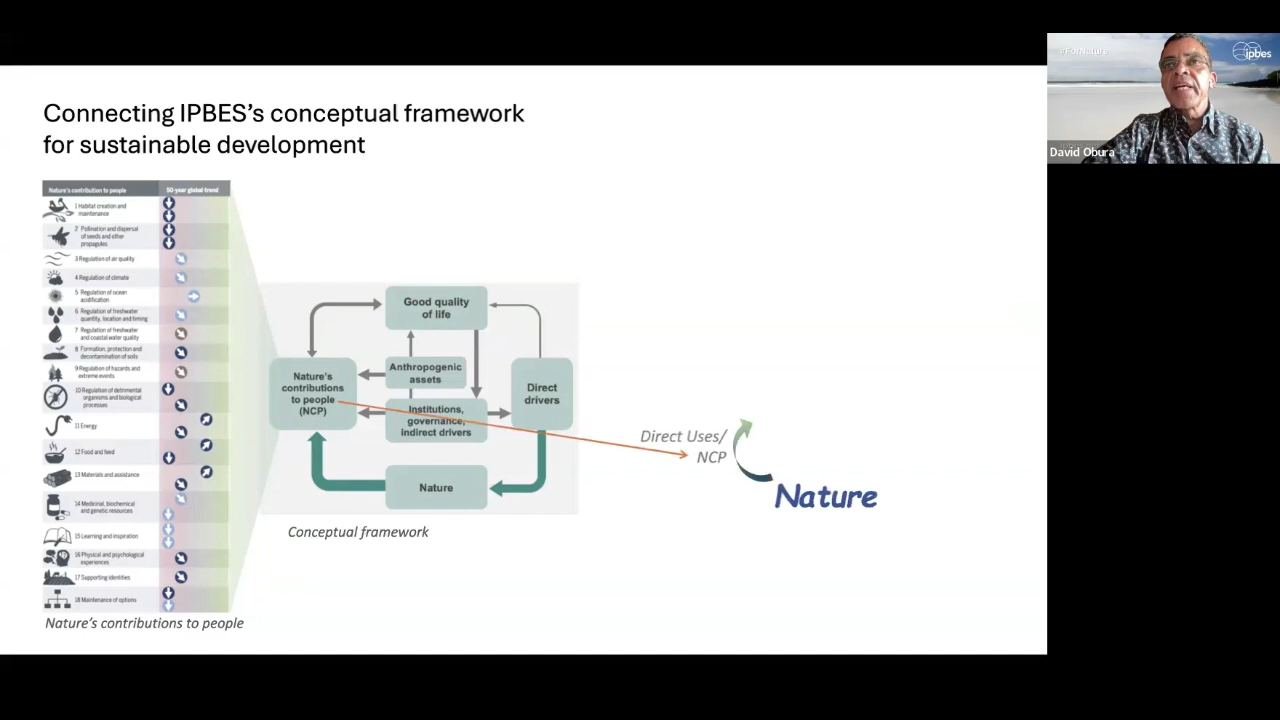 Connecting IPBES's conceptual framework
for sustainable development
#ForNature
ipbes
David Obura
Nature's contribution to people
50-year global trend
1 Habitat creation and
maintenance
2 Pollination and dispersal
of seeds and other
propagules
3 Regulation of air quality
4 Regulation of climate
5 Regulation of ocean
acidification
6 Regulation of freshwater
quantity, location and timing
7 Regulation of freshwater
and coastal water quality
8 Formation, protection and
decontamination of soils
9 Regulation of hazards and
extreme events
10 Regulation of detrimental
organisms and biological
processes
11 Energy
12 Food and feed
13 Materials and assistance
14 Medicinal, biochemical
and genetic resources
15 Learning and inspiration
16 Physical and psychological
experiences
17 Supporting identities
18 Maintenance of options
Nature's contributions to people
Good quality
of life
Nature's
contributions
to people
(NCP)
Anthropogenic
assets
Institutions,
governance,
indirect drivers
Direct
drivers
Nature
Conceptual framework
Direct Uses/
NCP
Nature